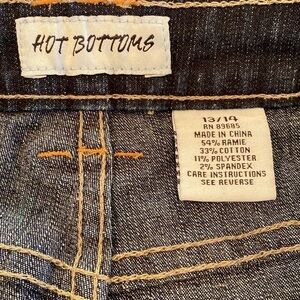 HOT BOTTOMS
13/14
RN 89685
MADE IN CHINA
54% RAMIE
33% COTTON
11% POLYESTER
2% SPANDEX
CARE INSTRUCTIONS
SEE REVERSE